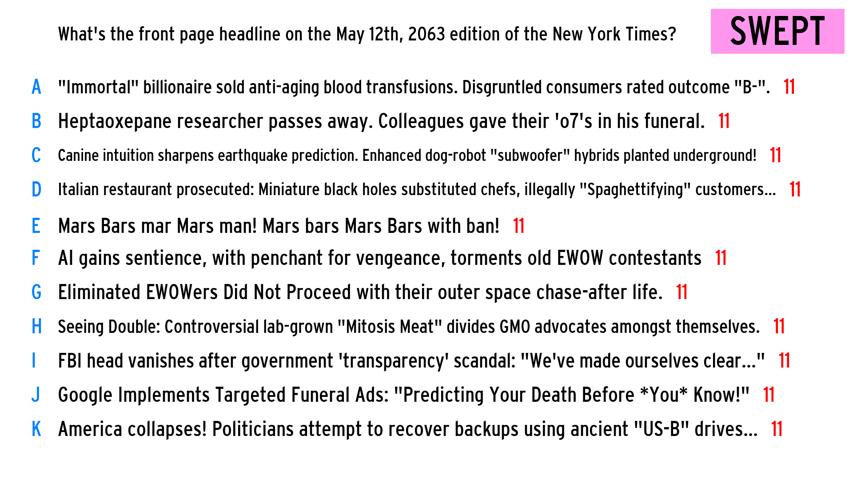 What's the front page headline on the May 12th, 2063 edition of the New York Times? SWEPT
A "Immortal" billionaire sold anti-aging blood transfusions. Disgruntled consumers rated outcome "B-". 11
B Heptaoxepane researcher passes away. Colleagues gave their 'o7's in his funeral. 11
C Canine intuition sharpens earthquake prediction. Enhanced dog-robot "subwoofer" hybrids planted underground! 11
D Italian restaurant prosecuted: Miniature black holes substituted chefs, illegally "Spaghettifying" customers... 11
E Mars Bars mar Mars man! Mars bars Mars Bars with ban! 11
F AI gains sentience, with penchant for vengeance, torments old EWOW contestants 11
G Eliminated EWOWers Did Not Proceed with their outer space chase-after life. 11
H Seeing Double: Controversial lab-grown "Mitosis Meat" divides GMO advocates amongst themselves. 11
I FBI head vanishes after government 'transparency' scandal: "We've made ourselves clear..." 11
J Google Implements Targeted Funeral Ads: "Predicting Your Death Before *You* Know!" 11
K America collapses! Politicians attempt to recover backups using ancient "US-B" drives... 11